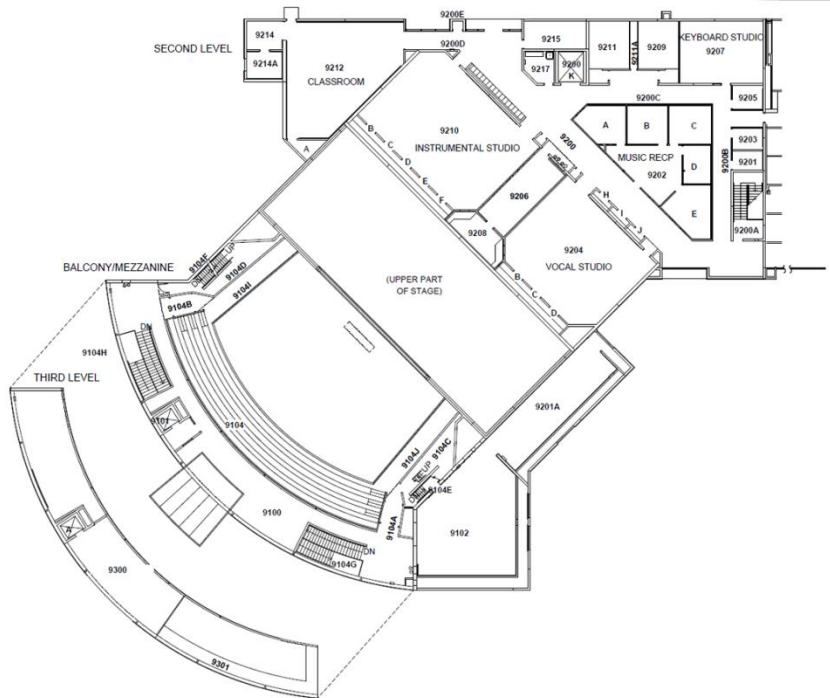 9200E
9214
SECOND LEVEL
9214A
9212
CLASSROOM
9200D
9215
9217
9200
K
9211
9211A
9209
KEYBOARD STUDIO
9207
9200C
9205
A
B
C
9203
9201
D
MUSIC RECP
9202
E
9200B
9200A
9200
9210
INSTRUMENTAL STUDIO
A
B
C
D
E
F
9206
9208
H
I
J
9204
VOCAL STUDIO
B
C
D
(UPPER PART
OF STAGE)
BALCONY/MEZZANINE
9104F
UP
DN
9104D
9104I
9104B
DN
9104H
THIRD LEVEL
9101
9104
9100
9104J
9104C
UP
DN
9104E
9104A
9201A
9102
DN
9104G
A
9300
9301